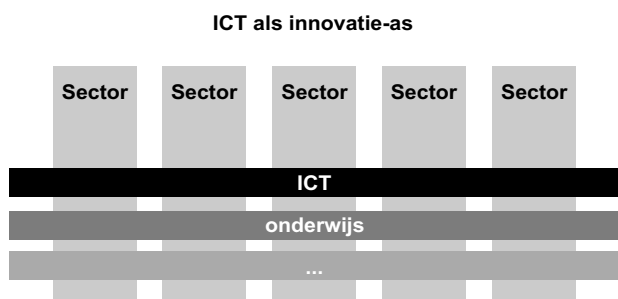 ICT als innovatie-as
Sector Sector Sector Sector Sector
ICT
onderwijs
...